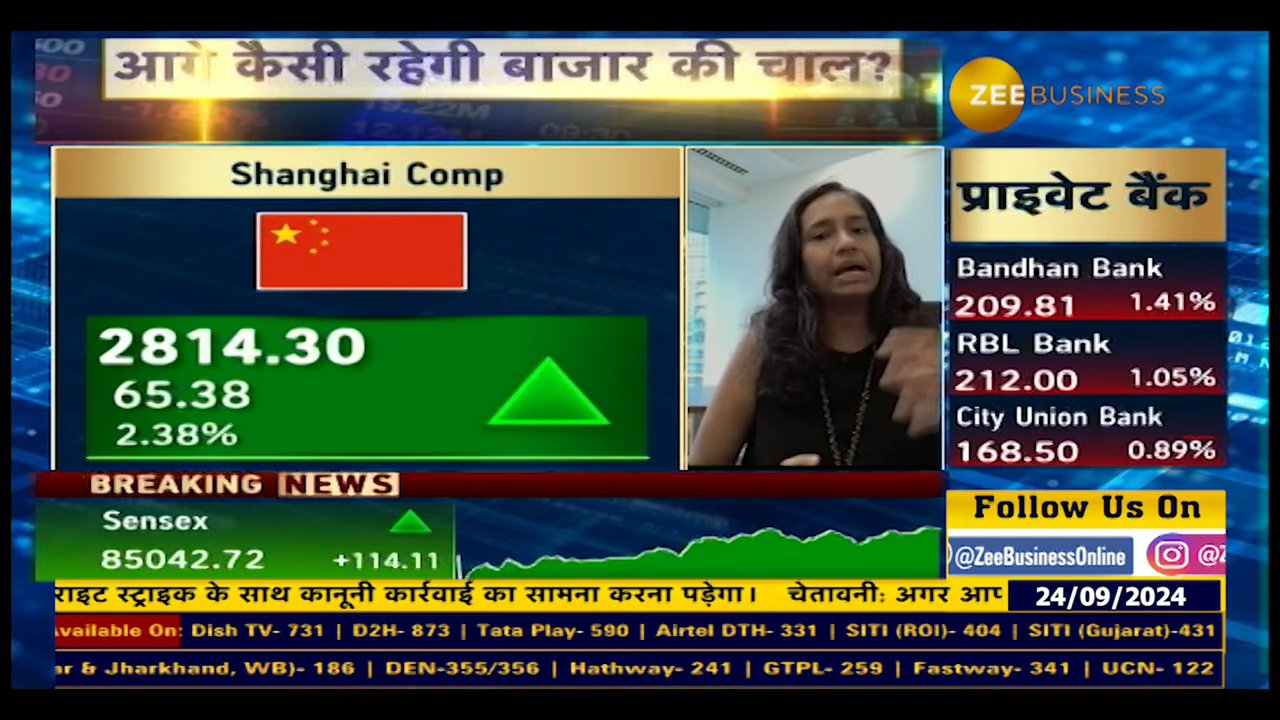 आगे कैसी रहेगी बाजार की चाल?
ZEE BUSINESS
Shanghai Comp
2814.30
65.38
2.38%
प्राइवेट बैंक
Bandhan Bank
209.81 1.41%
RBL Bank
212.00 1.05%
City Union Bank
168.50 0.89%
BREAKING NEWS
Sensex
85042.72 +114.11
Follow Us On
@ZeeBusinessOnline
राइट स्ट्राइक के साथ कानूनी कार्रवाई का सामना करना पड़ेगा। चेतावनी: अगर आप
24/09/2024
Available On: Dish TV- 731 | D2H- 873 | Tata Play- 590 | Airtel DTH- 331 | SITI (ROI)- 404 | SITI (Gujarat)-431
ar & Jharkhand, WB)- 186 | DEN-355/356 | Hathway- 241 | GTPL- 259 | Fastway- 341 | UCN- 122